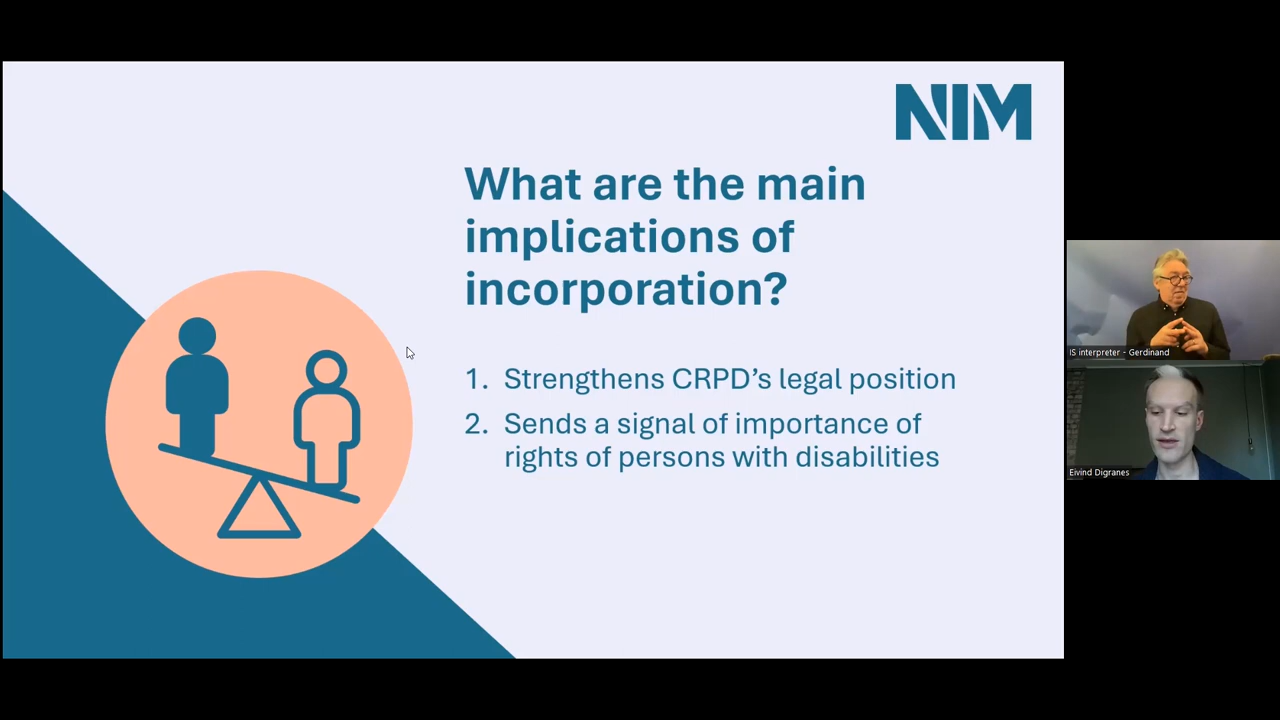 NIM
What are the main
implications of
incorporation?
1. Strengthens CRPD’s legal position
2. Sends a signal of importance of
rights of persons with disabilities
IS interpreter - Gerdinand
Eivind Digranes